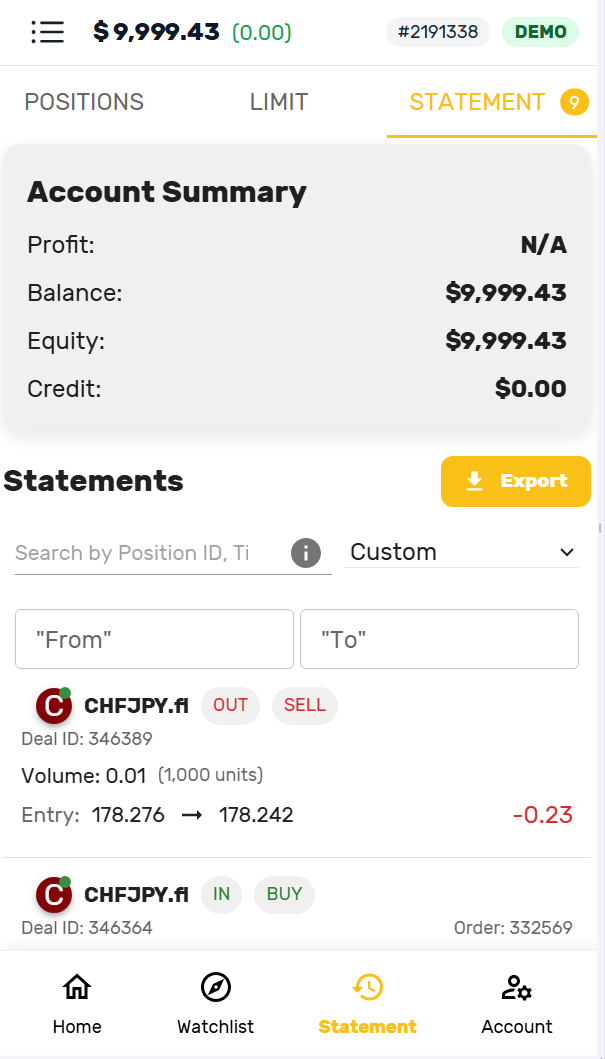 $ 9,999.43 (0.00) #2191338 DEMO
POSITIONS LIMIT STATEMENT 9
Account Summary
Profit: N/A
Balance: $9,999.43
Equity: $9,999.43
Credit: $0.00
Statements Export
Search by Position ID, Ti i Custom
"From" "To"
C CHFJPY.fl OUT SELL
Deal ID: 346389
Volume: 0.01 (1,000 units)
Entry: 178.276 → 178.242 -0.23
C CHFJPY.fl IN BUY
Deal ID: 346364 Order: 332569
Home Watchlist Statement Account